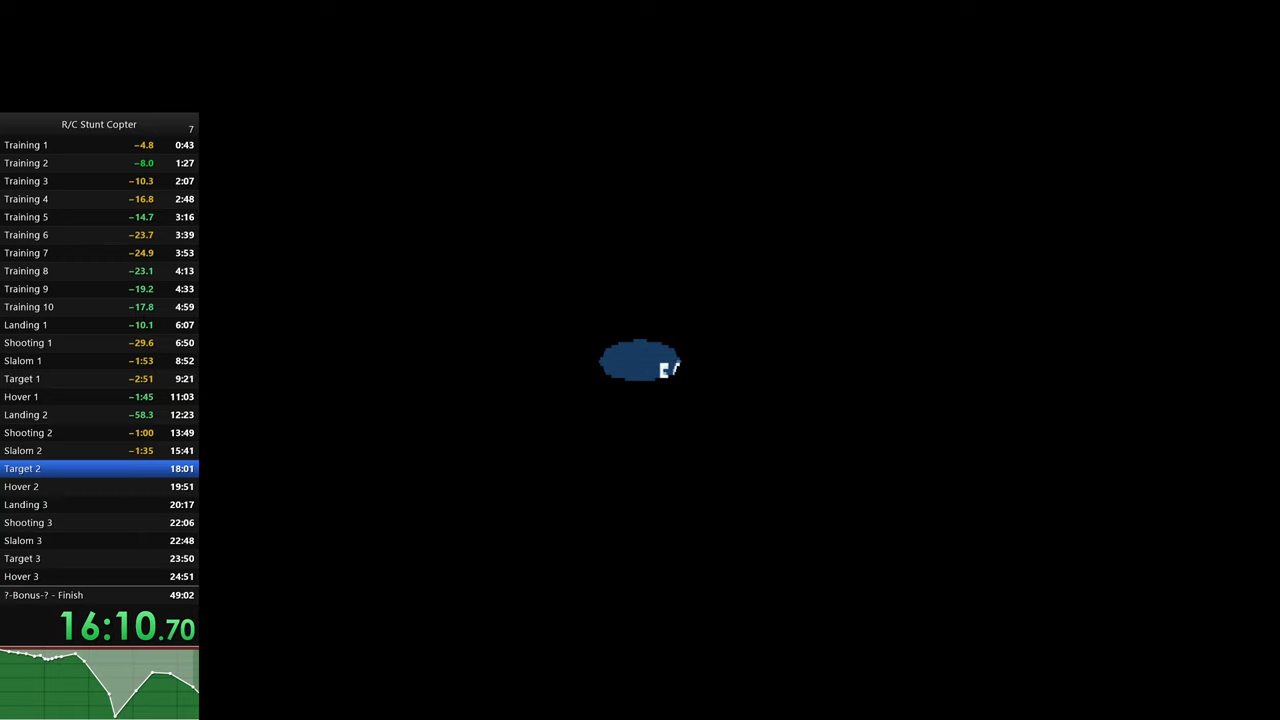 R/C Stunt Copter
7
Training 1 −4.8 0:43
Training 2 −8.0 1:27
Training 3 −10.3 2:07
Training 4 −16.8 2:48
Training 5 −14.7 3:16
Training 6 −23.7 3:39
Training 7 −24.9 3:53
Training 8 −23.1 4:13
Training 9 −19.2 4:33
Training 10 −17.8 4:59
Landing 1 −10.1 6:07
Shooting 1 −29.6 6:50
Slalom 1 −1:53 8:52
Target 1 −2:51 9:21
Hover 1 −1:45 11:03
Landing 2 −58.3 12:23
Shooting 2 −1:00 13:49
Slalom 2 −1:35 15:41
Target 2 18:01
Hover 2 19:51
Landing 3 20:17
Shooting 3 22:06
Slalom 3 22:48
Target 3 23:50
Hover 3 24:51
?-Bonus-? - Finish 49:02
16:10.70